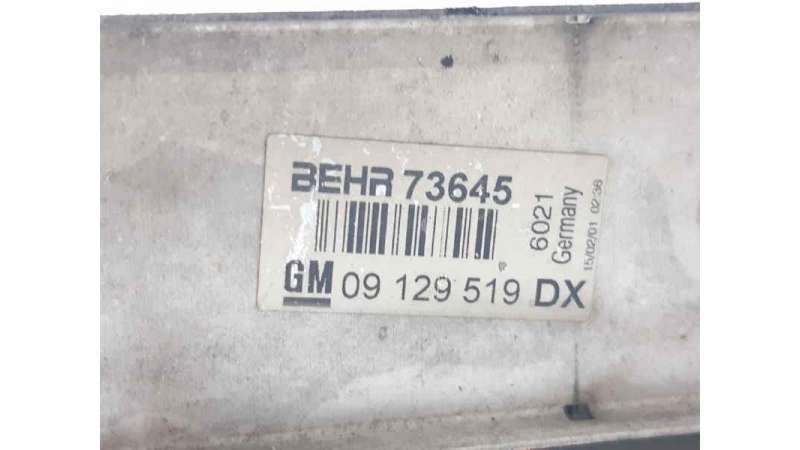 BEHR 73645
GM 09 129 519 DX
6021
Germany
15/02/01 02:36